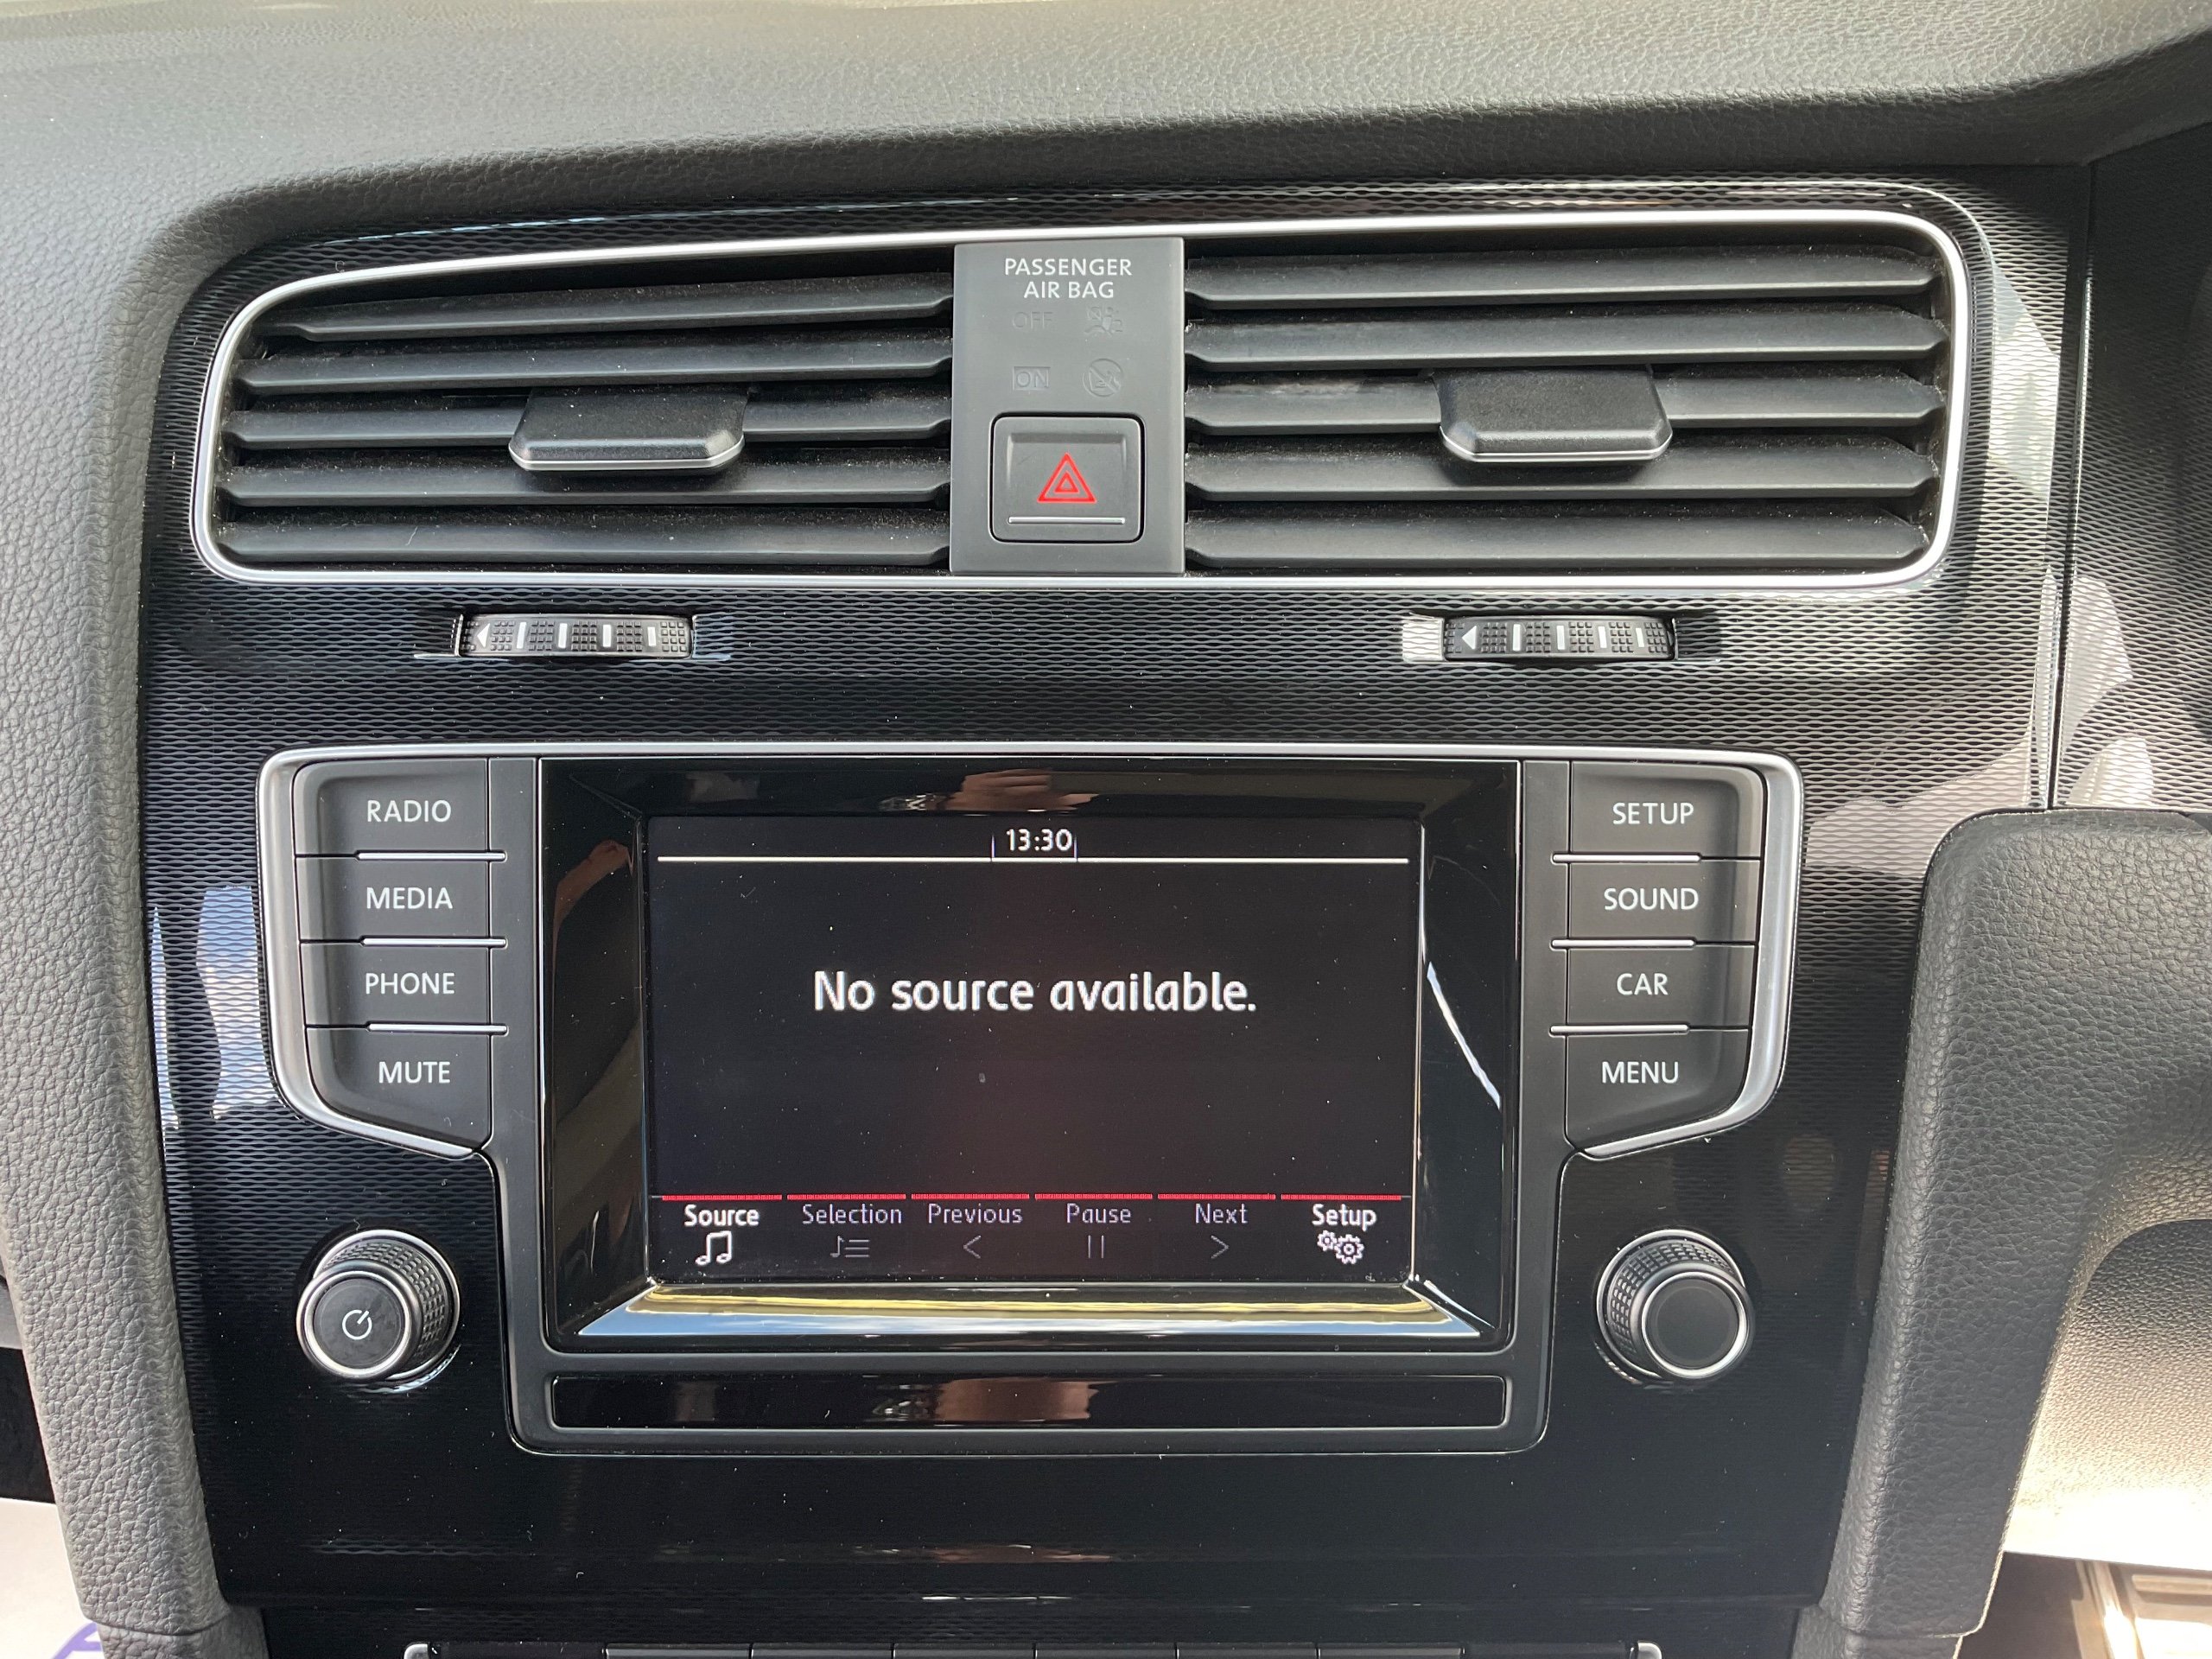 PASSENGER
AIR BAG
OFF
ON
RADIO
MEDIA
PHONE
MUTE
13:30
No source available.
Source Selection Previous Pause Next Setup
SETUP
SOUND
CAR
MENU